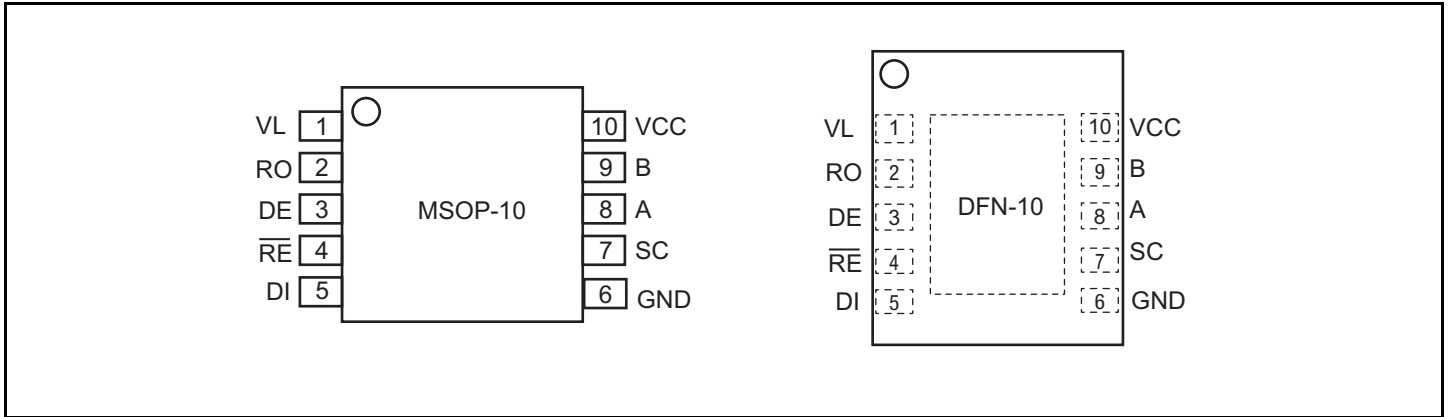 VL 1 10 VCC
RO 2 9 B
DE 3 MSOP-10 8 A
R̅E̅ 4 7 SC
DI 5 6 GND
VL 1 10 VCC
RO 2 9 B
DE 3 DFN-10 8 A
R̅E̅ 4 7 SC
DI 5 6 GND